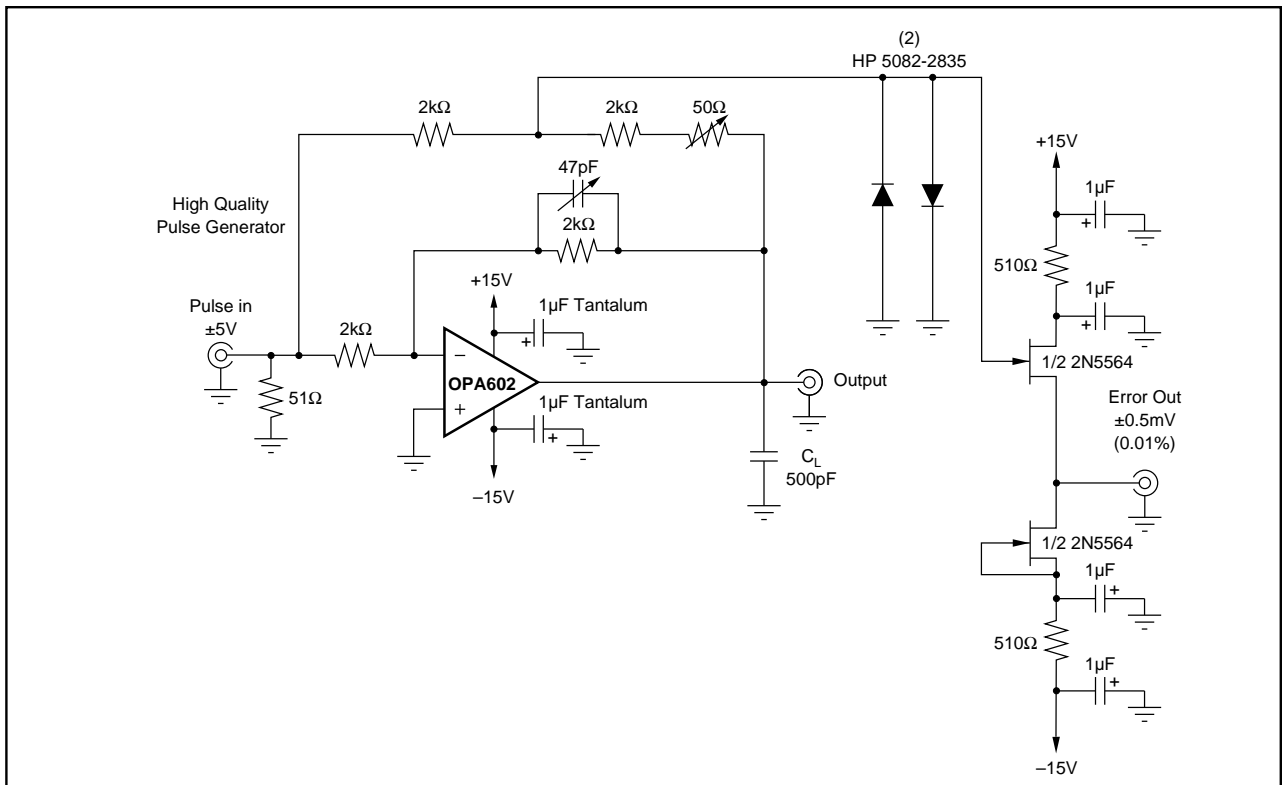 (2)
HP 5082-2835
2kΩ
2kΩ
50Ω
+15V
47pF
1µF
+
High Quality
Pulse Generator
2kΩ
510Ω
+15V
1µF
+
Pulse in
±5V
1µF Tantalum
2kΩ
+
1/2 2N5564
–
OPA602
Output
51Ω
+
1µF Tantalum
+
Error Out
±0.5mV
(0.01%)
CL
500pF
–15V
1/2 2N5564
1µF
+
510Ω
1µF
+
–15V